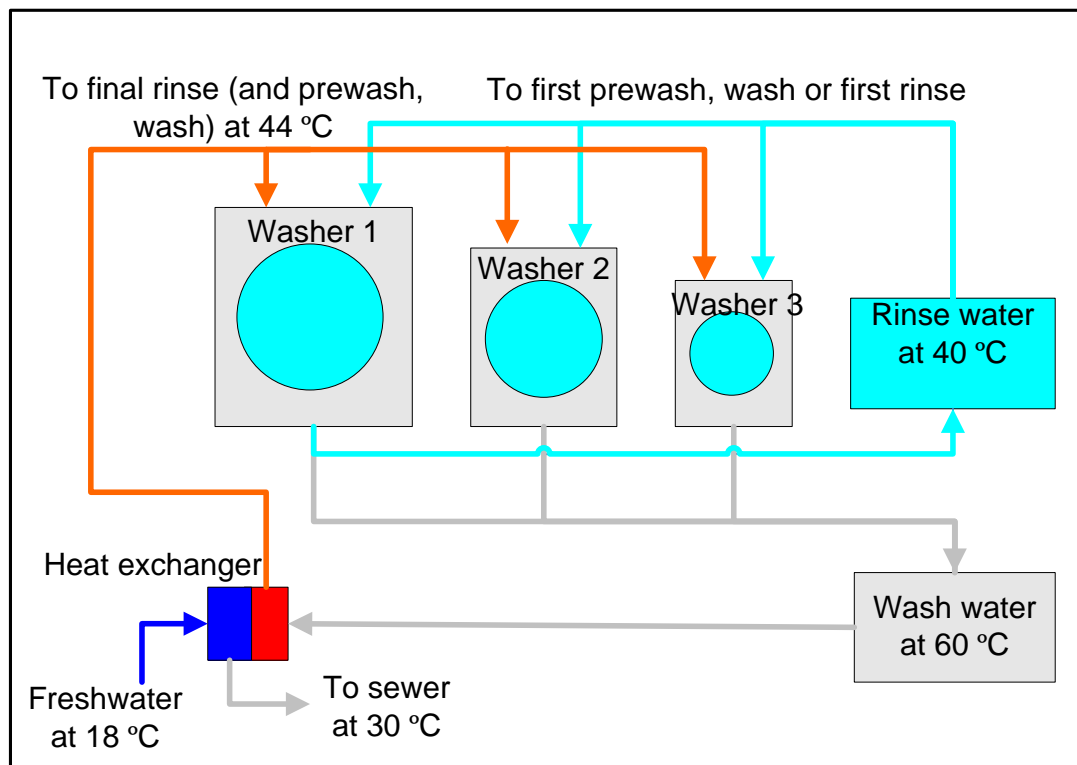 To final rinse (and prewash,
wash) at 44 ºC
To first prewash, wash or first rinse
Washer 1
Washer 2
Washer 3
Rinse water
at 40 ºC
Heat exchanger
Wash water
at 60 ºC
Freshwater
at 18 ºC
To sewer
at 30 ºC